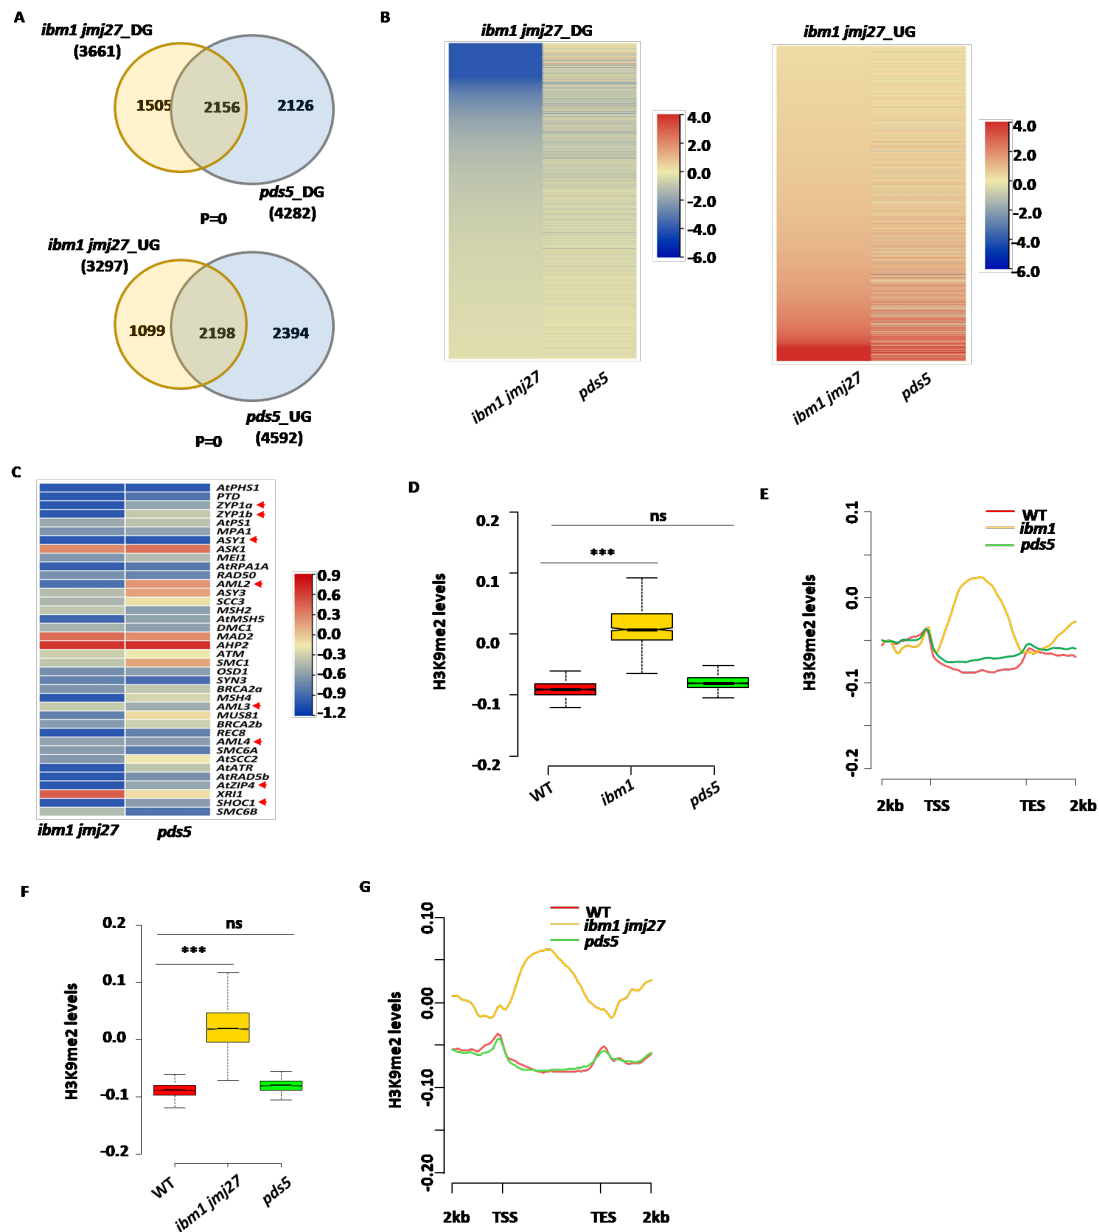 A
ibm1 jmj27_DG
(3661)
1505
2156
2126
pds5_DG
(4282)
P=0
ibm1 jmj27_UG
(3297)
1099
2198
2394
pds5_UG
(4592)
P=0
B
ibm1 jmj27_DG
4.0
2.0
0.0
-2.0
-4.0
-6.0
ibm1 jmj27
pds5
ibm1 jmj27_UG
4.0
2.0
0.0
-2.0
-4.0
-6.0
ibm1 jmj27
pds5
C
AtPHS1
PTD
ZYP1a
ZYP1b
AtPS1
MPA1
ASY1
ASK1
MEI1
AtRPA1A
RAD50
AML2
ASY3
SCC3
MSH2
AtMSH5
DMC1
MAD2
AHP2
ATM
SMC1
OSD1
SYN3
BRCA2a
MSH4
AML3
MUS81
BRCA2b
REC8
AML4
SMC6A
AtSCC2
AtATR
AtRAD5b
AtZIP4
XRI1
SHOC1
SMC6B
ibm1 jmj27
pds5
0.9
0.6
0.3
0.0
-0.3
-0.6
-0.9
-1.2
D
H3K9me2 levels
0.2
0.1
0.0
-0.1
-0.2
ns
***
WT
ibm1
pds5
E
H3K9me2 levels
0.1
0.0
-0.1
-0.2
WT
ibm1
pds5
2kb
TSS
TES
2kb
F
H3K9me2 levels
0.2
0.1
0.0
-0.1
-0.2
ns
***
WT
ibm1 jmj27
pds5
G
H3K9me2 levels
0.10
0.00
-0.10
-0.20
WT
ibm1 jmj27
pds5
2kb
TSS
TES
2kb